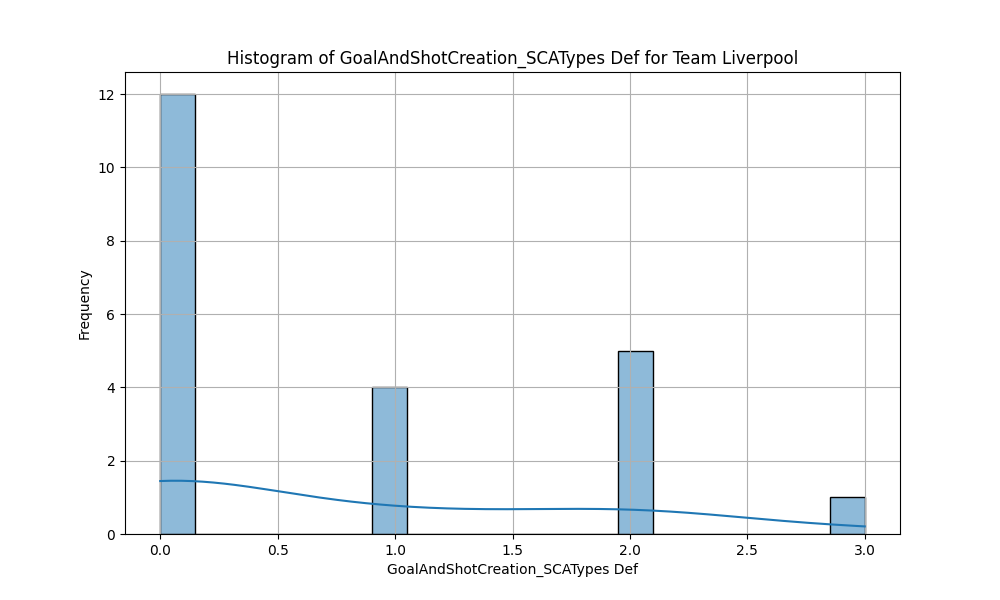 Histogram of GoalAndShotCreation_SCATypes Def for Team Liverpool
12
10
8
6
4
2
0
Frequency
0.0 0.5 1.0 1.5 2.0 2.5 3.0
GoalAndShotCreation_SCATypes Def